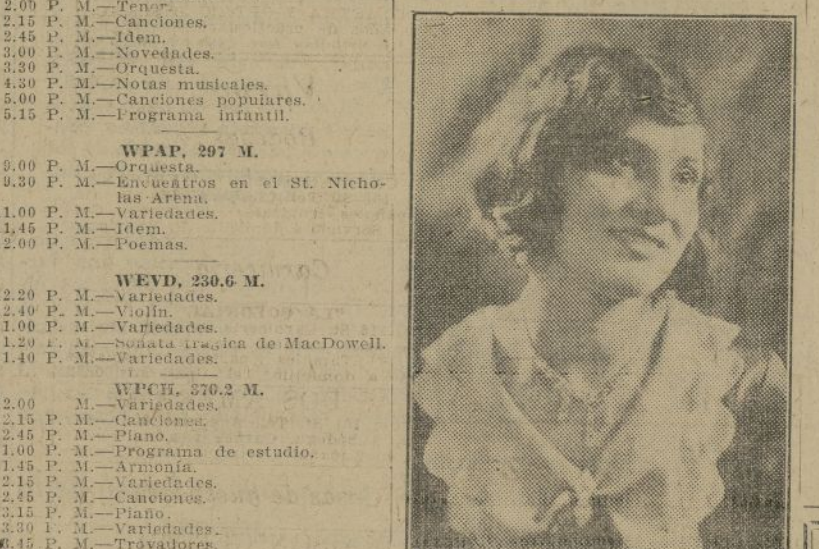 2.00 P. M.—Tenor.
2.15 P. M.—Canciones.
2.45 P. M.—Idem.
3.00 P. M.—Novedades.
3.30 P. M.—Orquesta.
4.30 P. M.—Notas musicales.
5.00 P. M.—Canciones populares.
5.15 P. M.—Programa infantil.
WPAP, 297 M.
9.00 P. M.—Orquesta.
9.30 P. M.—Encuentros en el St. Nicho-
las Arena.
1.00 P. M.—Variedades.
1.45 P. M.—Idem.
2.00 P. M.—Poemas.
WEVD, 230.6 M.
2.20 P. M.—Variedades.
2.40 P. M.—Violín.
1.00 P. M.—Variedades.
1.20 P. M.—Sonata trágica de MacDowell.
1.40 P. M.—Variedades.
WPCH, 370.2 M.
2.00 M.—Variedades.
2.15 P. M.—Canciones.
2.45 P. M.—Piano.
1.00 P. M.—Programa de estudio.
1.45 P. M.—Armonía.
2.15 P. M.—Variedades.
2.45 P. M.—Canciones.
3.15 P. M.—Piano.
3.30 P. M.—Variedades.
3.45 P. M.—Trovadores.